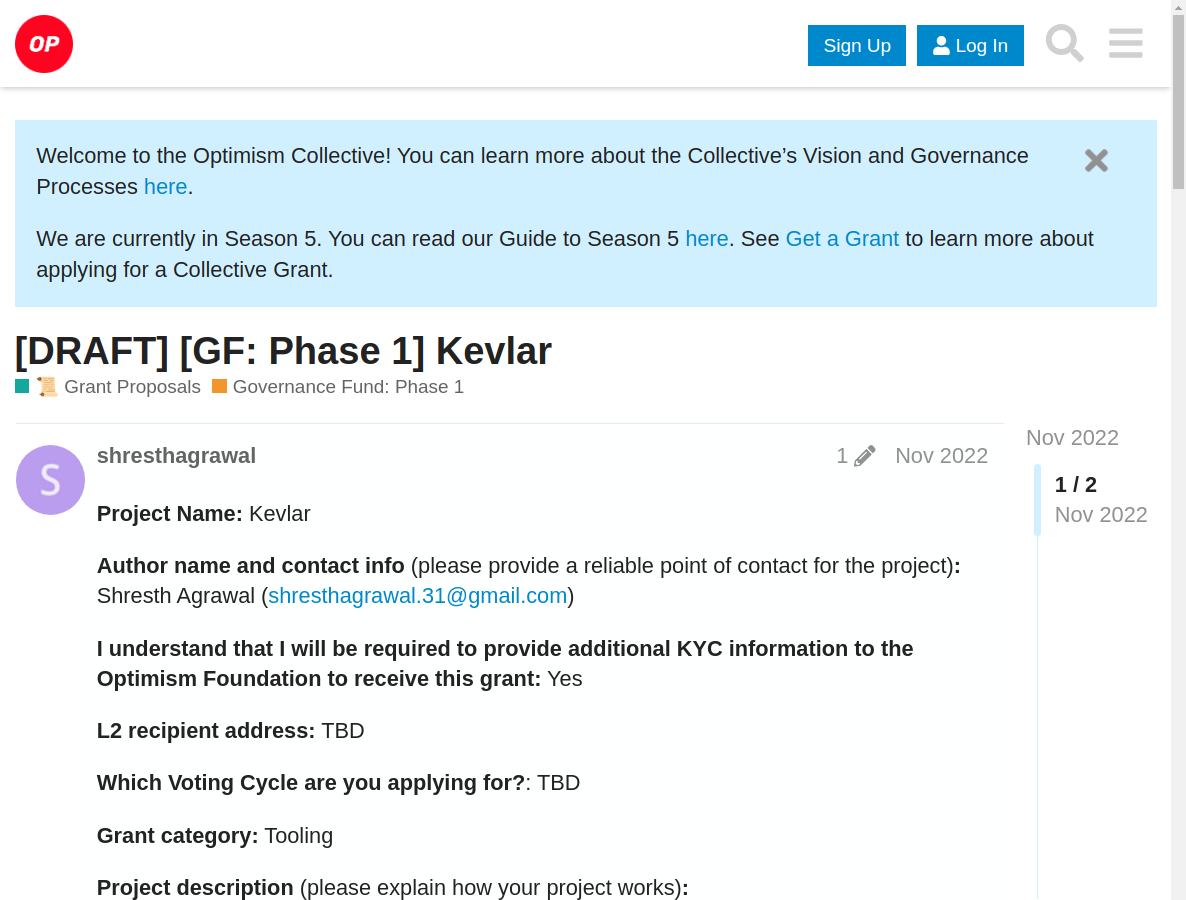 OP
Sign Up
Log In
Welcome to the Optimism Collective! You can learn more about the Collective’s Vision and Governance
Processes here.
We are currently in Season 5. You can read our Guide to Season 5 here. See Get a Grant to learn more about
applying for a Collective Grant.
[DRAFT] [GF: Phase 1] Kevlar
📜 Grant Proposals Governance Fund: Phase 1
S
shresthagrawal
1
Nov 2022
Nov 2022
1 / 2
Nov 2022
Project Name: Kevlar
Author name and contact info (please provide a reliable point of contact for the project):
Shresth Agrawal (shresthagrawal.31@gmail.com)
I understand that I will be required to provide additional KYC information to the
Optimism Foundation to receive this grant: Yes
L2 recipient address: TBD
Which Voting Cycle are you applying for?: TBD
Grant category: Tooling
Project description (please explain how your project works):